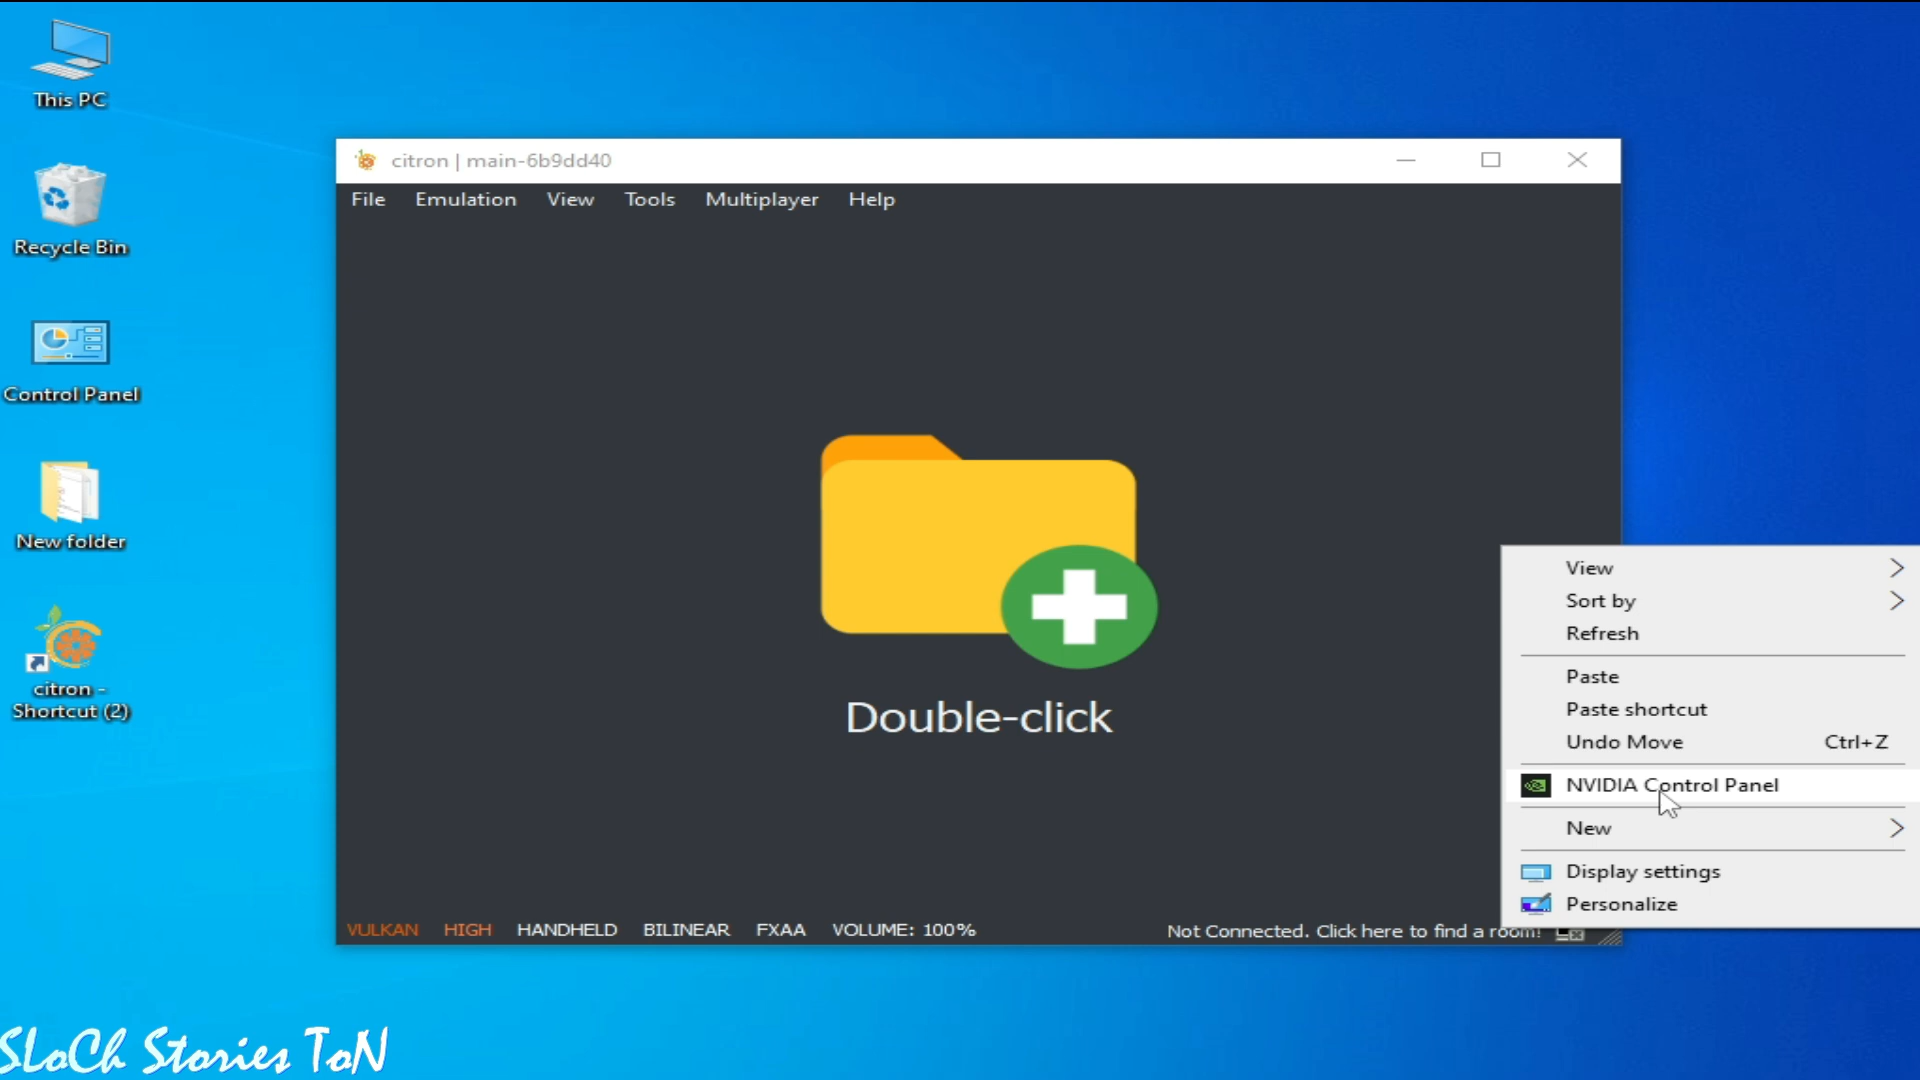 This PC
Recycle Bin
Control Panel
New folder
citron -
Shortcut (2)
citron | main-6b9dd40
File Emulation View Tools Multiplayer Help
Double-click
VULKAN HIGH HANDHELD BILINEAR FXAA VOLUME: 100%
Not Connected. Click here to find a room!
View
Sort by
Refresh
Paste
Paste shortcut
Undo Move Ctrl+Z
NVIDIA Control Panel
New
Display settings
Personalize
SLoCh Stories ToN